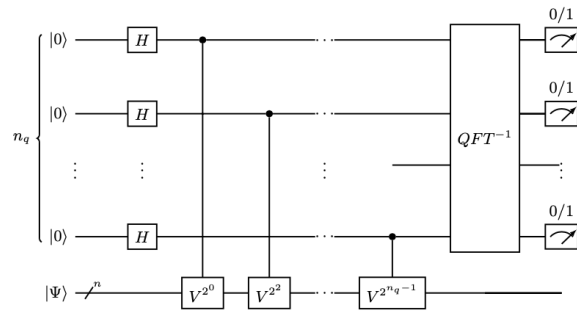 |0⟩ H ··· 0/1
|0⟩ H ··· 0/1
n_q ⋮ ⋮ ⋮ QFT⁻¹ ⋮
|0⟩ H ··· 0/1
|Ψ⟩ n V^{2^0} V^{2^2} ··· V^{2^{n_q−1}}